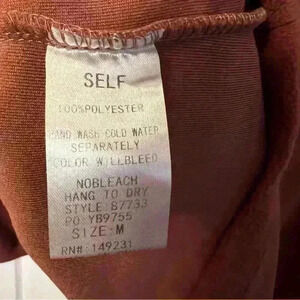 SELF
100%POLYESTER
HAND WASH COLD WATER
SEPARATELY
COLOR WILLBLEED
NOBLEACH
HANG TO DRY
STYLE B7733
PO: YB9755
SIZE:M
RN#: 149231